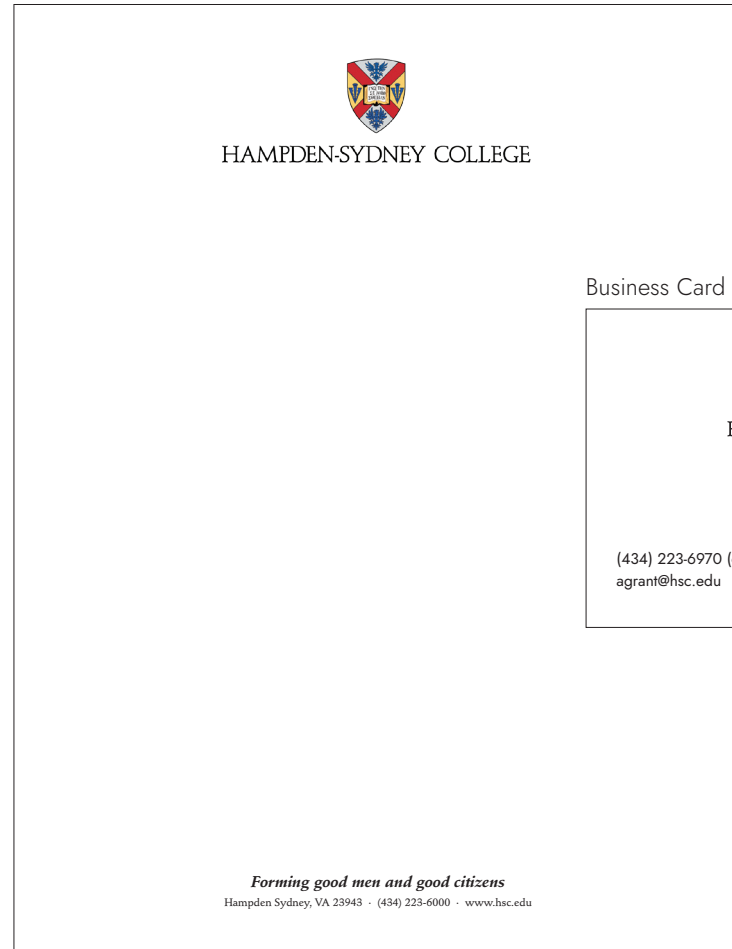 HAMPDEN-SYDNEY COLLEGE
Business Card
(434) 223-6970
agrant@hsc.edu
Forming good men and good citizens
Hampden Sydney, VA 23943 · (434) 223-6000 · www.hsc.edu